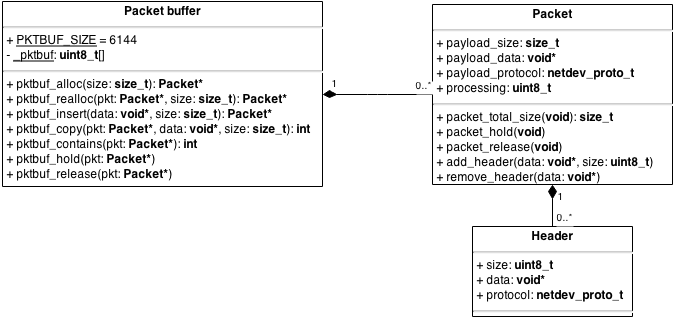 Packet buffer
+ PKTBUF_SIZE = 6144
- _pktbuf: uint8_t[]
+ pktbuf_alloc(size: size_t): Packet*
+ pktbuf_realloc(pkt: Packet*, size: size_t): Packet*
+ pktbuf_insert(data: void*, size: size_t): Packet*
+ pktbuf_copy(pkt: Packet*, data: void*, size: size_t): int
+ pktbuf_contains(pkt: Packet*): int
+ pktbuf_hold(pkt: Packet*)
+ pktbuf_release(pkt: Packet*)
1
0..*
Packet
+ payload_size: size_t
+ payload_data: void*
+ payload_protocol: netdev_proto_t
+ processing: uint8_t
+ packet_total_size(void): size_t
+ packet_hold(void)
+ packet_release(void)
+ add_header(data: void*, size: uint8_t)
+ remove_header(data: void*)
1
0..*
Header
+ size: uint8_t
+ data: void*
+ protocol: netdev_proto_t